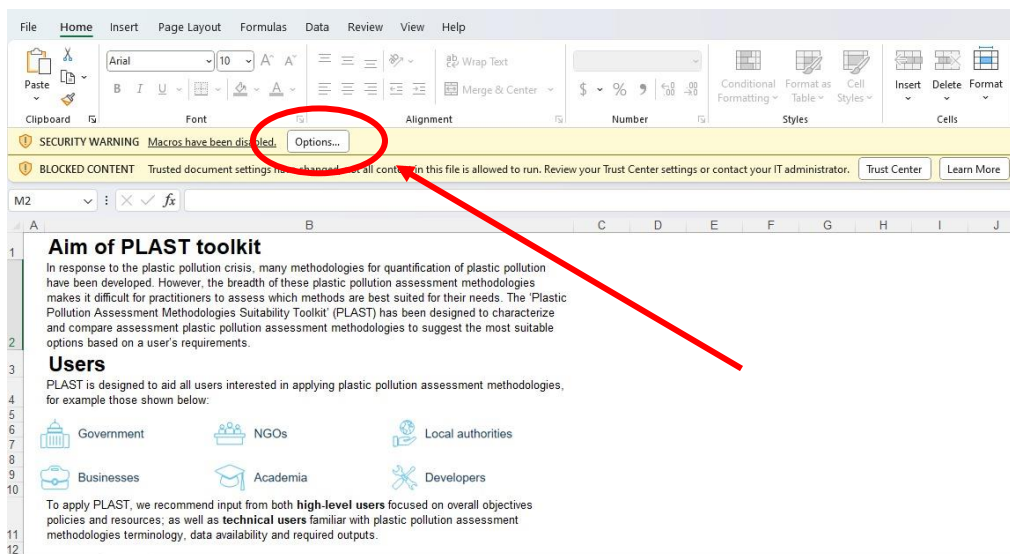 File Home Insert Page Layout Formulas Data Review View Help
Arial 10 A^ A˅ ab Wrap Text
Paste B I U A Merge & Center $ % 9 Conditional Formatting Format as Table Cell Styles Insert Delete Format
Clipboard Font Alignment Number Styles Cells
SECURITY WARNING Macros have been disabled. Options...
BLOCKED CONTENT Trusted document settings have changed. Not all content in this file is allowed to run. Review your Trust Center settings or contact your IT administrator. Trust Center Learn More
M2 fx
A B C D E F G H I J
1 Aim of PLAST toolkit
In response to the plastic pollution crisis, many methodologies for quantification of plastic pollution
have been developed. However, the breadth of these plastic pollution assessment methodologies
makes it difficult for practitioners to assess which methods are best suited for their needs. The 'Plastic
Pollution Assessment Methodologies Suitability Toolkit' (PLAST) has been designed to characterize
and compare assessment plastic pollution assessment methodologies to suggest the most suitable
2 options based on a user's requirements.
3 Users
PLAST is designed to aid all users interested in applying plastic pollution assessment methodologies,
4 for example those shown below:
5
6 Government NGOs Local authorities
7
8
9 Businesses Academia Developers
10
To apply PLAST, we recommend input from both high-level users focused on overall objectives
policies and resources; as well as technical users familiar with plastic pollution assessment
11 methodologies terminology, data availability and required outputs.
12